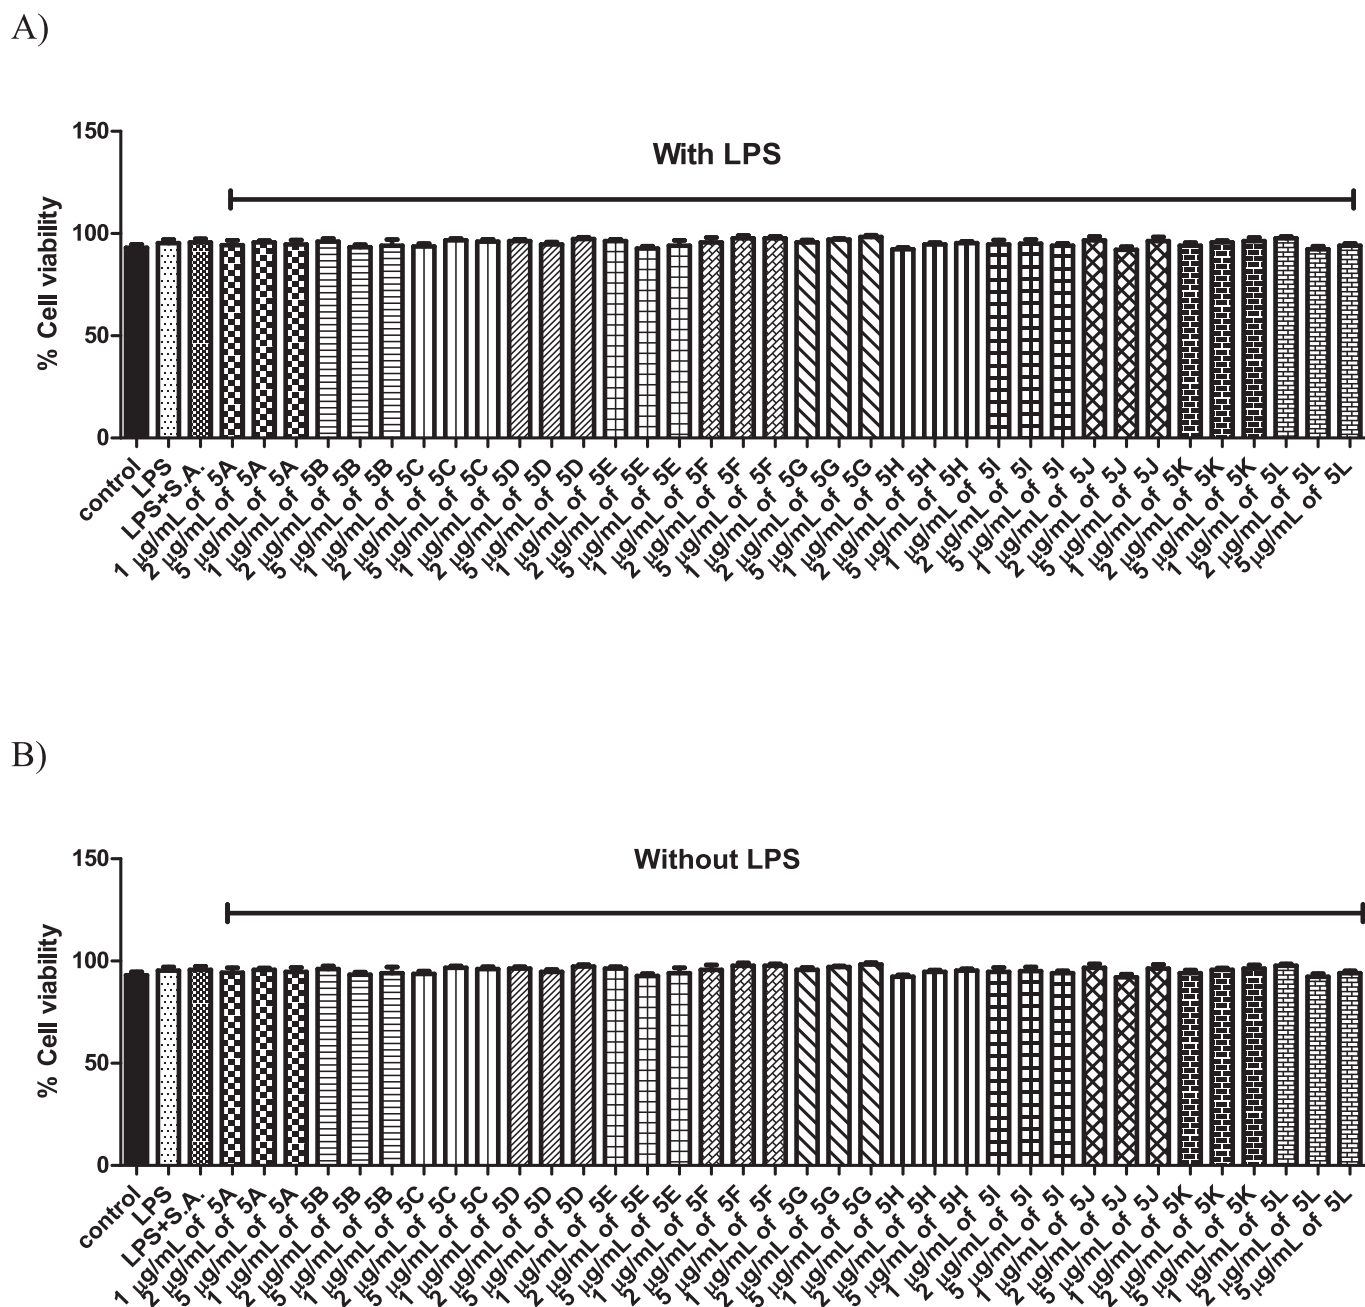 A)
With LPS
% Cell viability
150
100
50
0
control
LPS
LPS+S.A.
1 µg/mL of 5A
2 µg/mL of 5A
5 µg/mL of 5A
1 µg/mL of 5B
2 µg/mL of 5B
5 µg/mL of 5B
1 µg/mL of 5C
2 µg/mL of 5C
5 µg/mL of 5C
1 µg/mL of 5D
2 µg/mL of 5D
5 µg/mL of 5D
1 µg/mL of 5E
2 µg/mL of 5E
5 µg/mL of 5E
1 µg/mL of 5F
2 µg/mL of 5F
5 µg/mL of 5F
1 µg/mL of 5G
2 µg/mL of 5G
5 µg/mL of 5G
1 µg/mL of 5H
2 µg/mL of 5H
5 µg/mL of 5H
1 µg/mL of 5I
2 µg/mL of 5I
5 µg/mL of 5I
1 µg/mL of 5J
2 µg/mL of 5J
5 µg/mL of 5J
1 µg/mL of 5K
2 µg/mL of 5K
5 µg/mL of 5K
1 µg/mL of 5L
2 µg/mL of 5L
5 µg/mL of 5L
B)
Without LPS
% Cell viability
150
100
50
0
control
LPS
LPS+S.A.
1 µg/mL of 5A
2 µg/mL of 5A
5 µg/mL of 5A
1 µg/mL of 5B
2 µg/mL of 5B
5 µg/mL of 5B
1 µg/mL of 5C
2 µg/mL of 5C
5 µg/mL of 5C
1 µg/mL of 5D
2 µg/mL of 5D
5 µg/mL of 5D
1 µg/mL of 5E
2 µg/mL of 5E
5 µg/mL of 5E
1 µg/mL of 5F
2 µg/mL of 5F
5 µg/mL of 5F
1 µg/mL of 5G
2 µg/mL of 5G
5 µg/mL of 5G
1 µg/mL of 5H
2 µg/mL of 5H
5 µg/mL of 5H
1 µg/mL of 5I
2 µg/mL of 5I
5 µg/mL of 5I
1 µg/mL of 5J
2 µg/mL of 5J
5 µg/mL of 5J
1 µg/mL of 5K
2 µg/mL of 5K
5 µg/mL of 5K
1 µg/mL of 5L
2 µg/mL of 5L
5 µg/mL of 5L